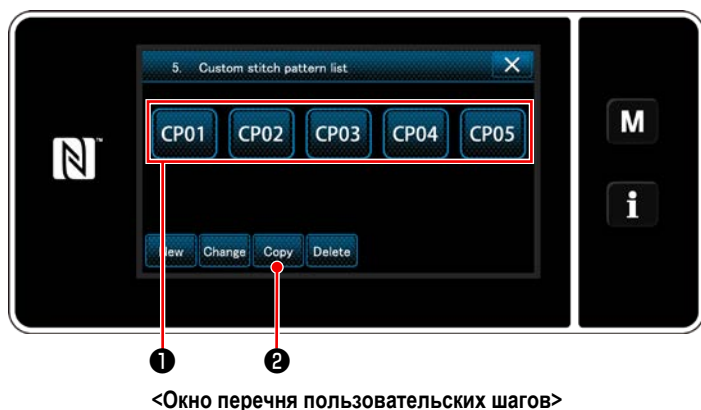 5. Custom stitch pattern list
CP01 CP02 CP03 CP04 CP05
M
i
New Change Copy Delete
❶ ❷
<Окно перечня пользовательских шагов>